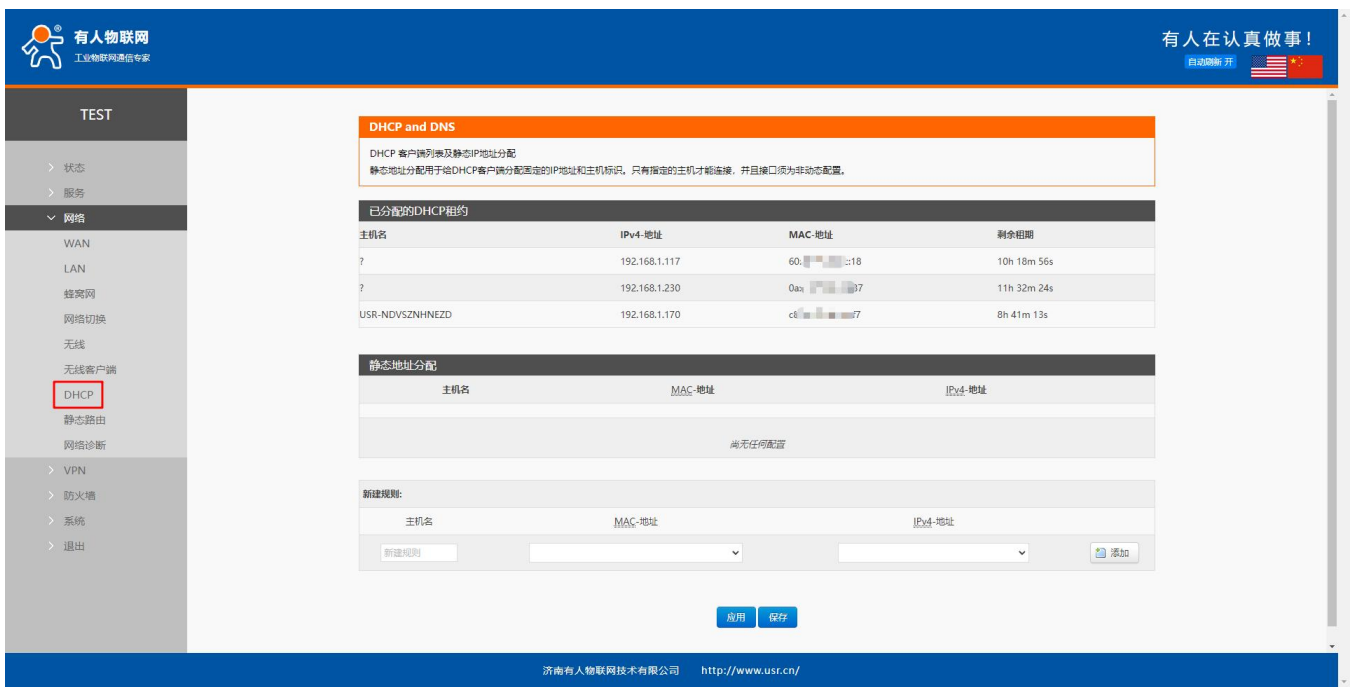 有人物联网
®
工业物联网通信专家
有人在认真做事！
自动刷新 开
TEST
状态
服务
网络
WAN
LAN
蜂窝网
网络切换
无线
无线客户端
DHCP
静态路由
网络诊断
VPN
防火墙
系统
退出
DHCP and DNS
DHCP 客户端列表及静态IP地址分配
静态地址分配用于给DHCP客户端分配固定的IP地址和主机标识。只有指定的主机才能连接，并且接口须为非动态配置。
已分配的DHCP租约
主机名 IPv4-地址 MAC-地址 剩余租期
? 192.168.1.117 60: :18 10h 18m 56s
? 192.168.1.230 0a: 37 11h 32m 24s
USR-NDVSZNHNEZD 192.168.1.170 c8 f7 8h 41m 13s
静态地址分配
主机名 MAC-地址 IPv4-地址
尚无任何配置
新建规则:
主机名 MAC-地址 IPv4-地址
新建规则 添加
应用 保存
济南有人物联网技术有限公司 http://www.usr.cn/